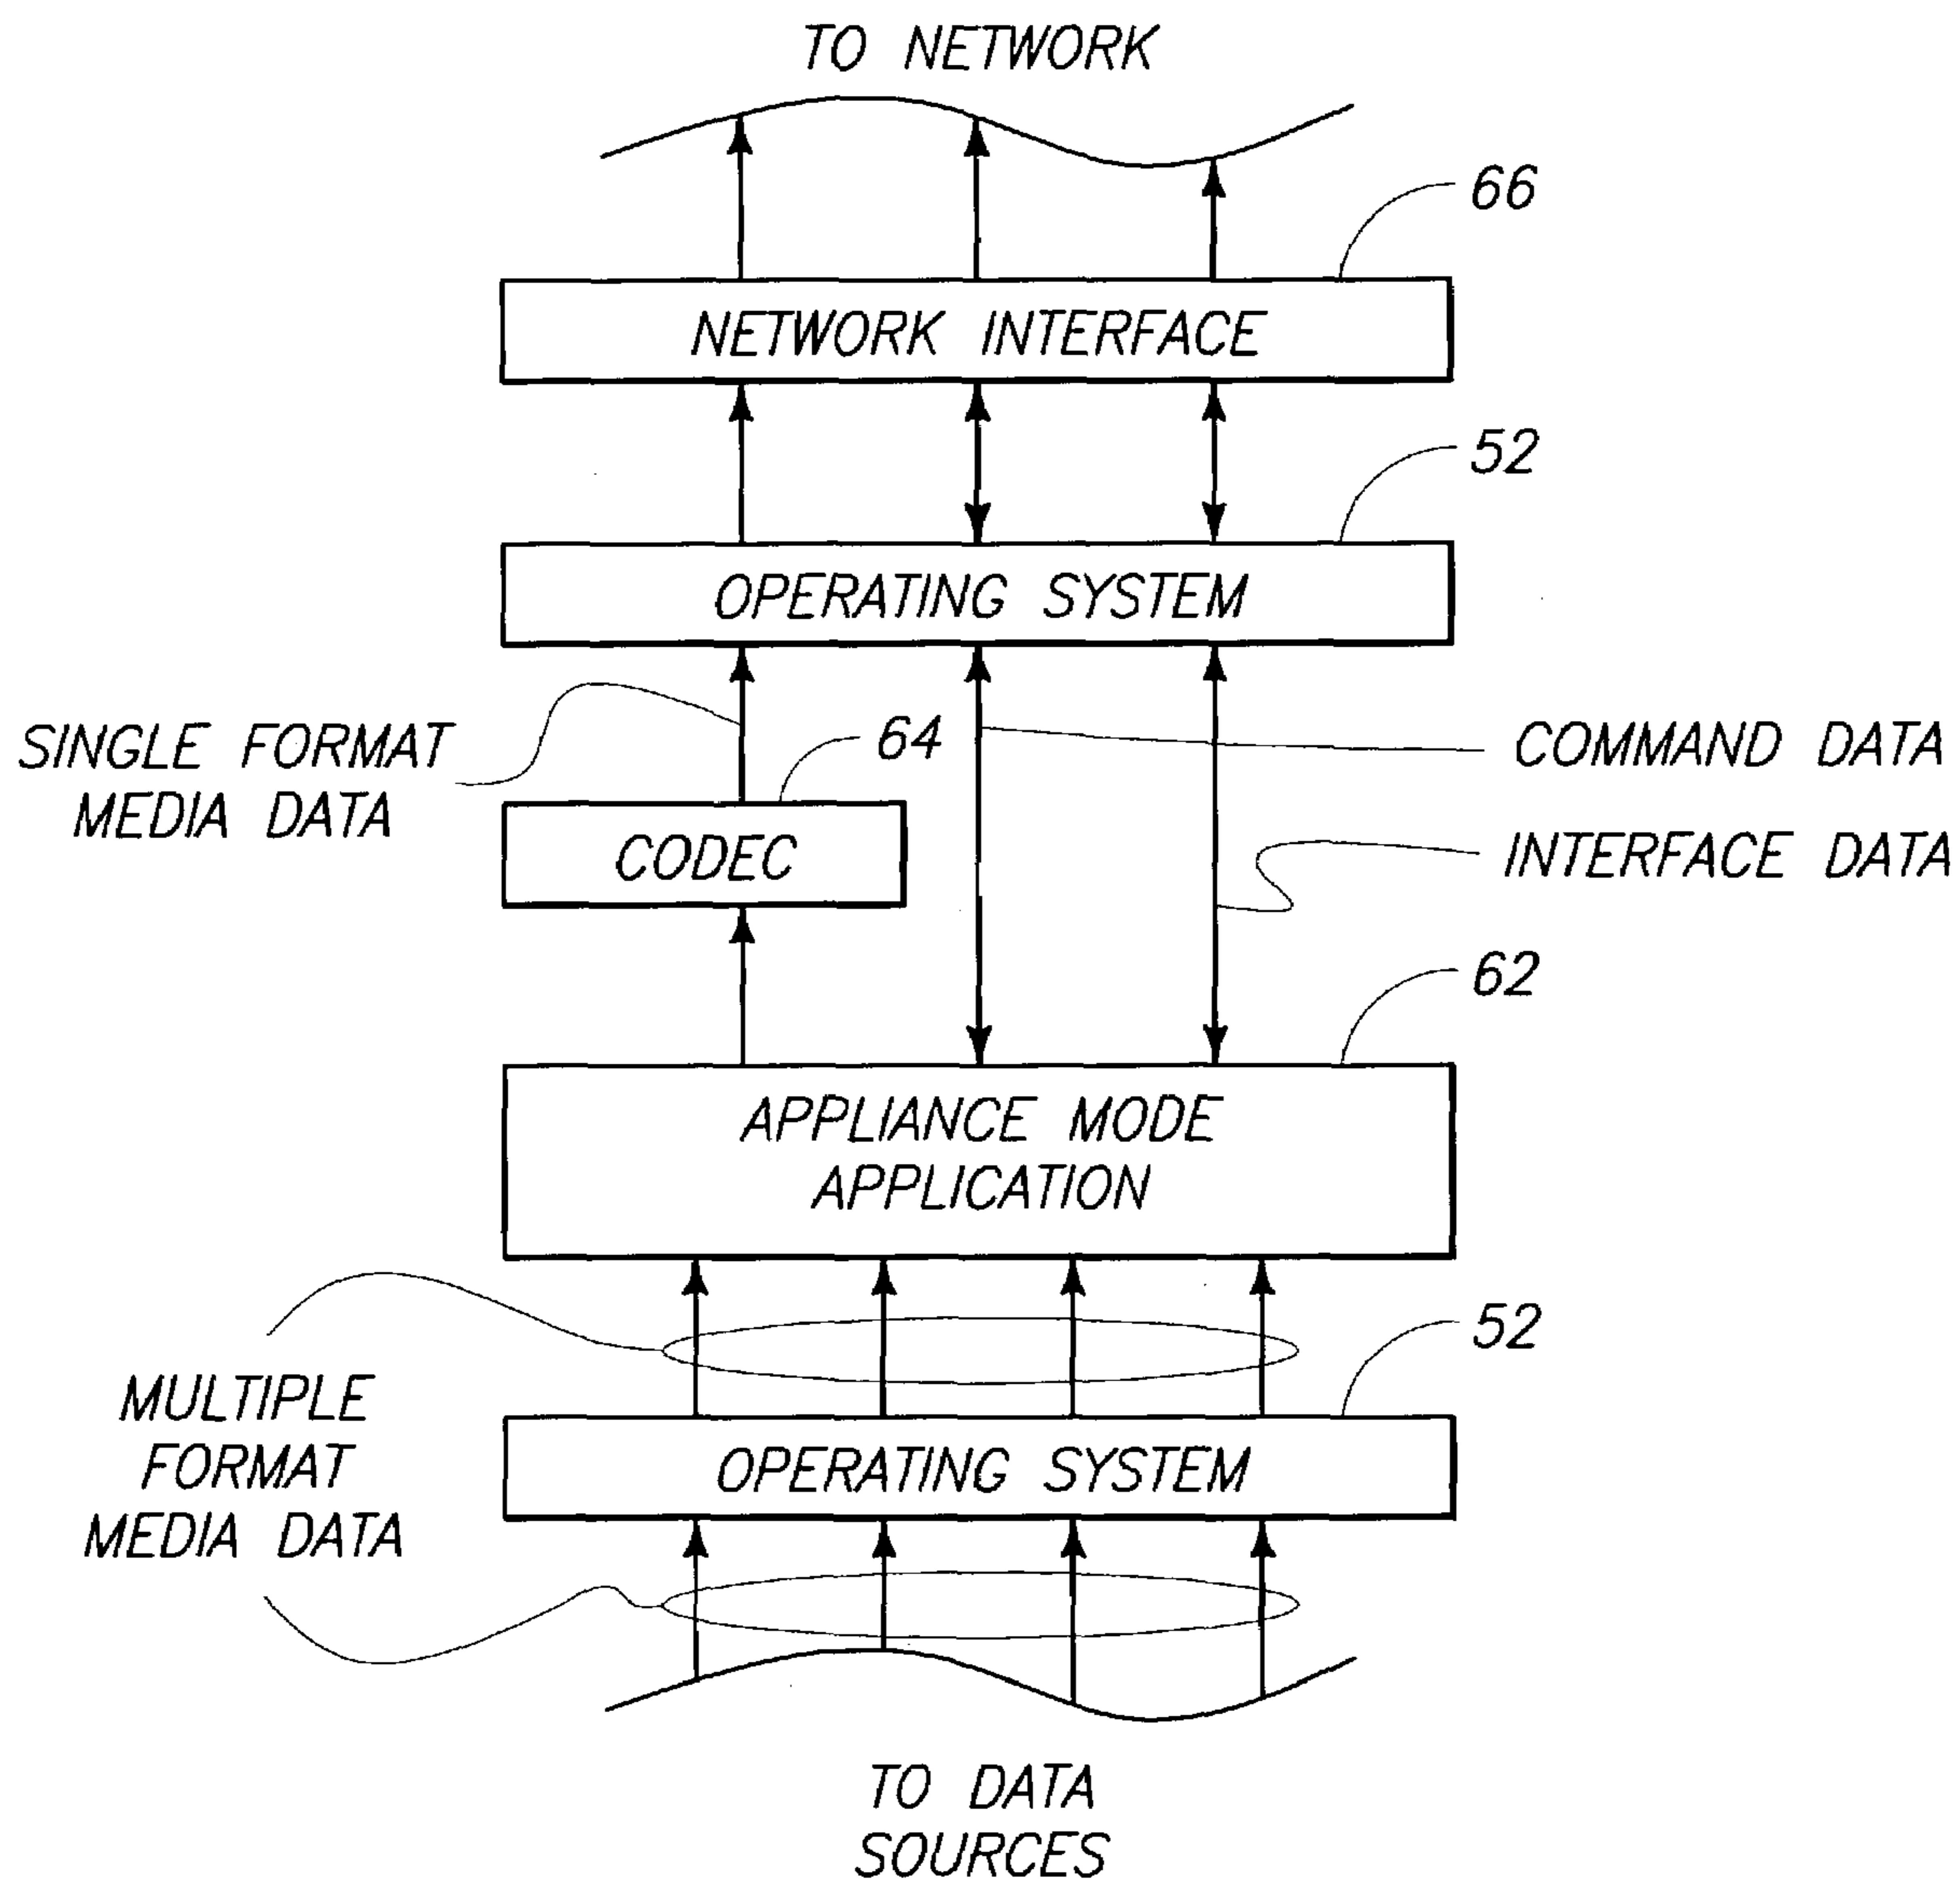 TO NETWORK
66
NETWORK INTERFACE
52
OPERATING SYSTEM
SINGLE FORMAT
MEDIA DATA
64
COMMAND DATA
CODEC
INTERFACE DATA
62
APPLIANCE MODE
APPLICATION
52
MULTIPLE
FORMAT
MEDIA DATA
OPERATING SYSTEM
TO DATA
SOURCES